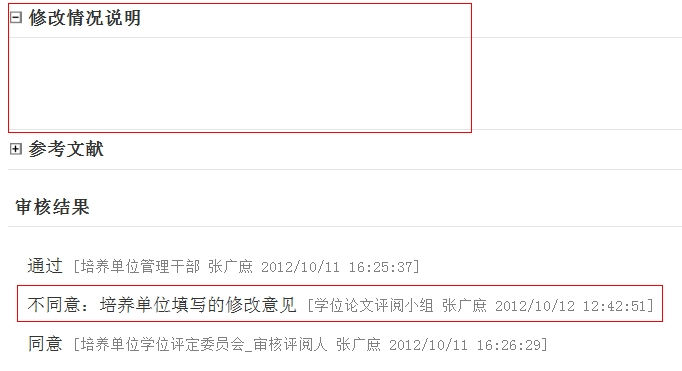 修改情况说明
参考文献
审核结果
通过 [培养单位管理干部 张广庶 2012/10/11 16:25:37]
不同意: 培养单位填写的修改意见 [学位论文评阅小组 张广庶 2012/10/12 12:42:51]
同意 [培养单位学位评定委员会_审核评阅人 张广庶 2012/10/11 16:26:29]